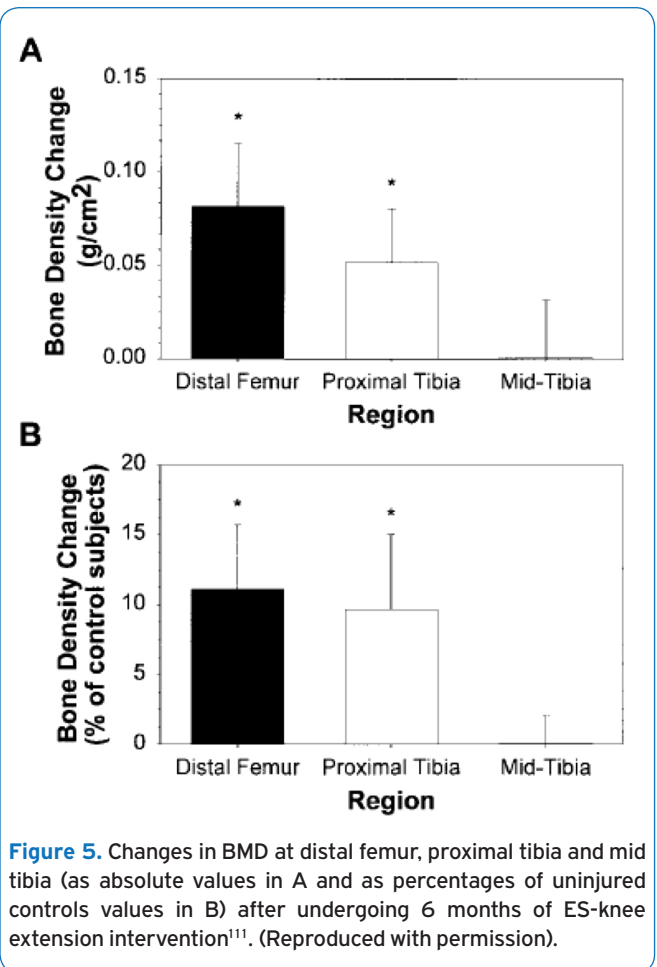 A
Bone Density Change
(g/cm²)
0.15
0.10
0.05
0.00
*
*
Distal Femur Proximal Tibia Mid-Tibia
Region
B
Bone Density Change
(% of control subjects)
20
15
10
5
0
*
*
Distal Femur Proximal Tibia Mid-Tibia
Region
Figure 5. Changes in BMD at distal femur, proximal tibia and mid
tibia (as absolute values in A and as percentages of uninjured
controls values in B) after undergoing 6 months of ES-knee
extension intervention¹¹¹. (Reproduced with permission).